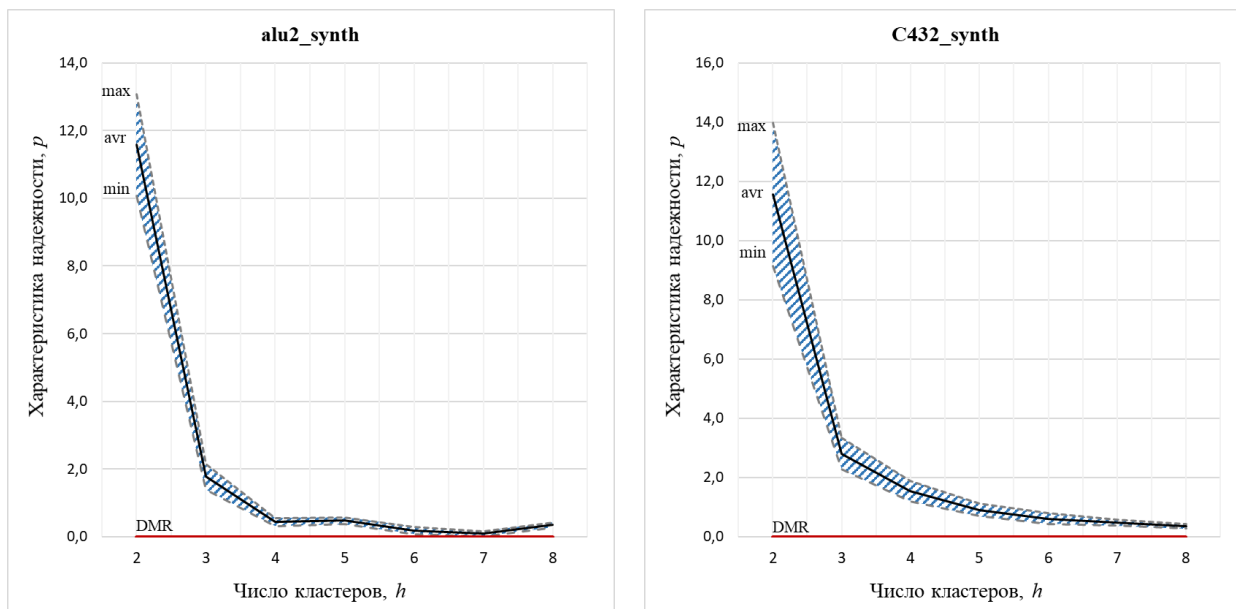 alu2_synth
Характеристика надежности, p
14,0
12,0
10,0
8,0
6,0
4,0
2,0
0,0
max
avr
min
DMR
2 3 4 5 6 7 8
Число кластеров, h
C432_synth
Характеристика надежности, p
16,0
14,0
12,0
10,0
8,0
6,0
4,0
2,0
0,0
max
avr
min
DMR
2 3 4 5 6 7 8
Число кластеров, h